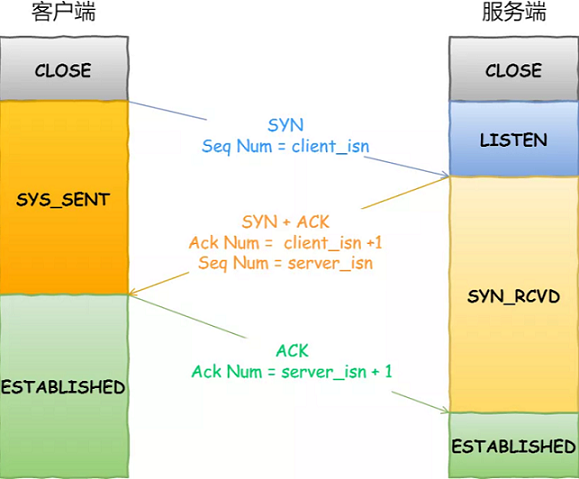 客户端
服务端
CLOSE
CLOSE
SYN
Seq Num = client_isn
LISTEN
SYS_SENT
SYN + ACK
Ack Num = client_isn +1
Seq Num = server_isn
SYN_RCVD
ACK
Ack Num = server_isn + 1
ESTABLISHED
ESTABLISHED